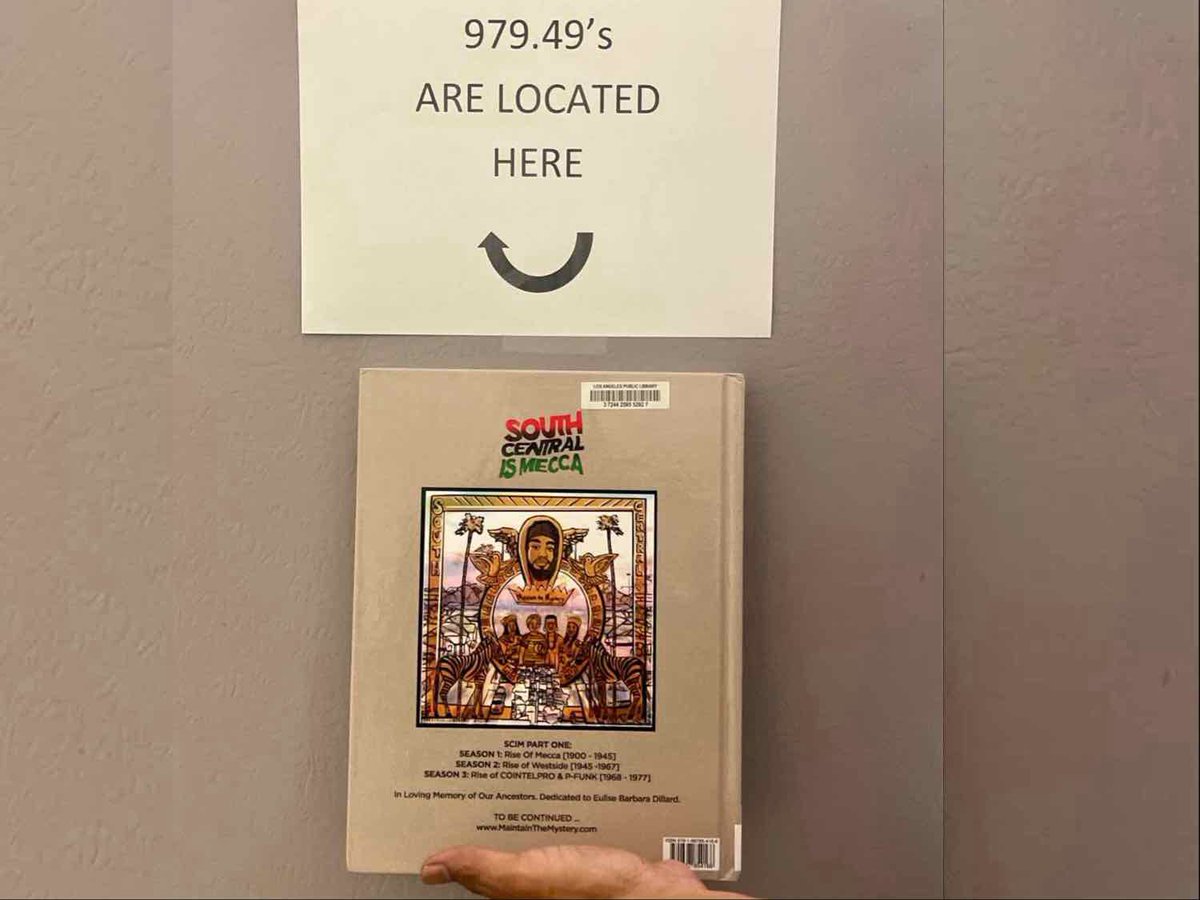 979.49's
ARE LOCATED
HERE
LOS ANGELES PUBLIC LIBRARY
SOUTH
CENTRAL
IS MECCA
SCIM PART ONE:
SEASON 1: Rise Of Mecca [1900 - 1945]
SEASON 2: Rise of Westside [1945 -1967]
SEASON 3: Rise of COINTELPRO & P-FUNK [1968 - 1977]
In Loving Memory of Our Ancestors. Dedicated to Eulise Barbara Dillard.
TO BE CONTINUED ...
www.MaintainTheMystery.com